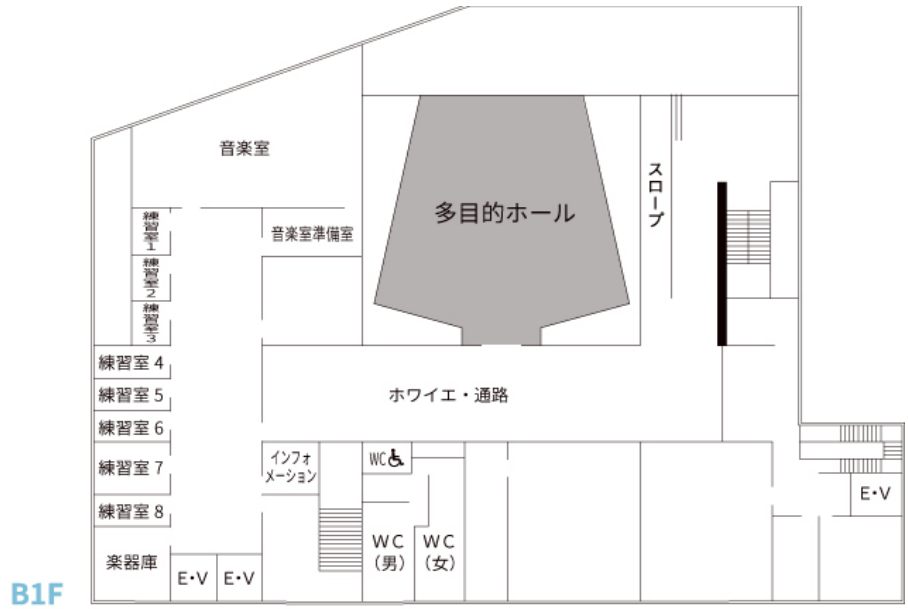 音楽室
スロープ
多目的ホール
練習室1
音楽室準備室
練習室2
練習室3
練習室 4
練習室 5
ホワイエ・通路
練習室 6
練習室 7
インフォ
メーション
WC
練習室 8
E・V
楽器庫
WC
(男)
WC
(女)
E・V
E・V
B1F